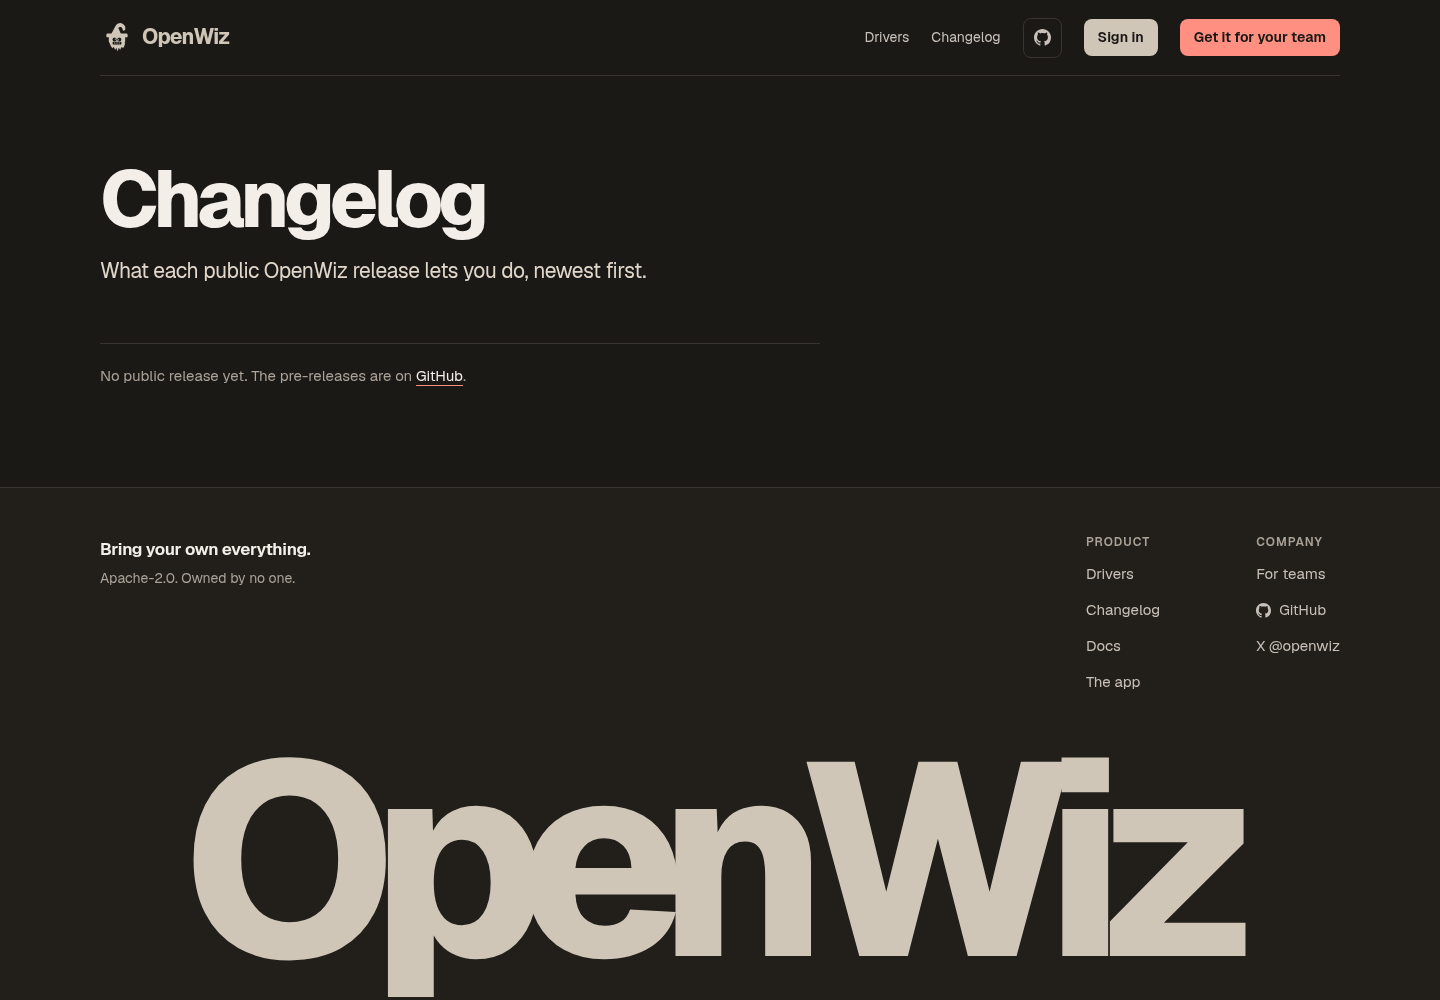 OpenWiz
Drivers
Changelog
Sign in
Get it for your team
Changelog
What each public OpenWiz release lets you do, newest first.
No public release yet. The pre-releases are on GitHub.
Bring your own everything.
Apache-2.0. Owned by no one.
PRODUCT
Drivers
Changelog
Docs
The app
COMPANY
For teams
GitHub
X @openwiz
OpenWiz